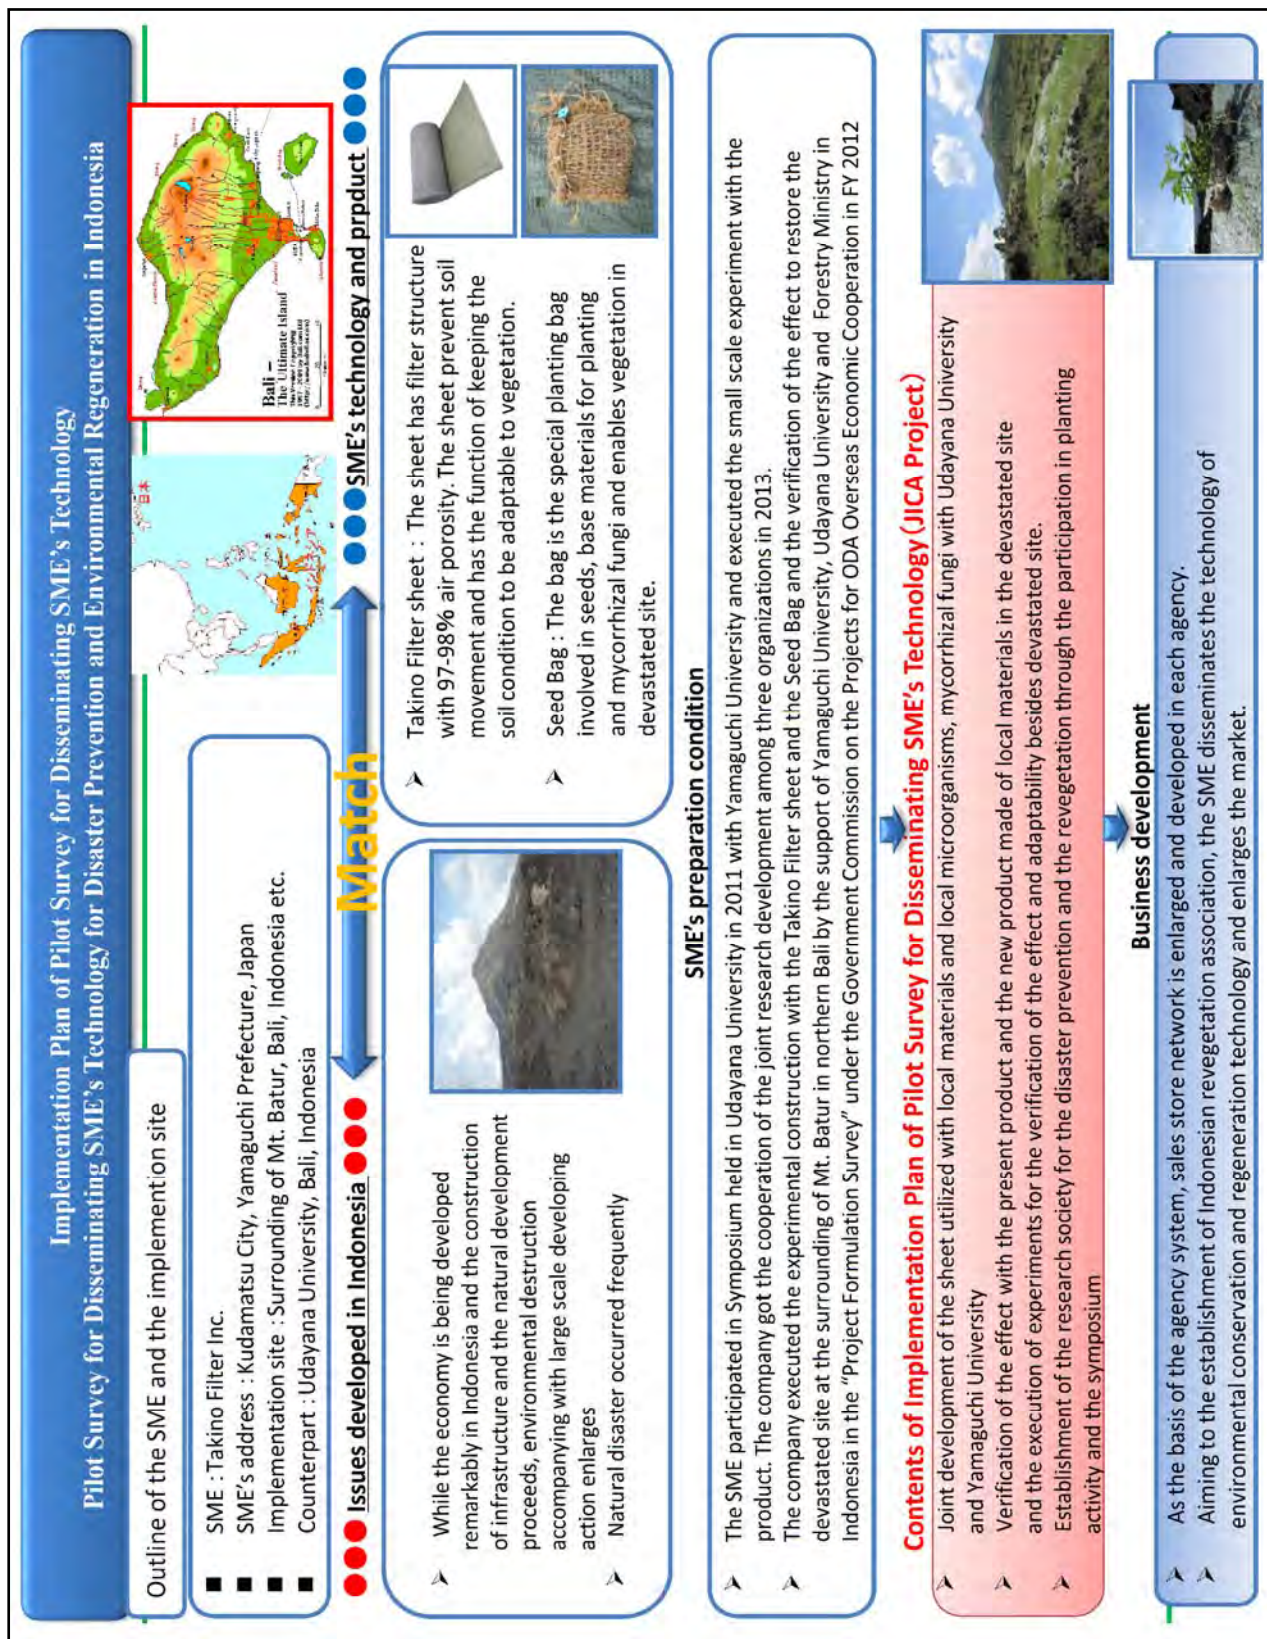 Implementation Plan of Pilot Survey for Disseminating SME's Technology
Pilot Survey for Disseminating SME's Technology for Disaster Prevention and Environmental Regeneration in Indonesia
Outline of the SME and the implemention site
■ SME : Takino Filter Inc.
■ SME's address : Kudamatsu City, Yamaguchi Prefecture, Japan
■ Implementation site : Surrounding of Mt. Batur, Bali, Indonesia etc.
■ Counterpart : Udayana University, Bali, Indonesia
日本
Bali –
The Ultimate Island
Match
●●● Issues developed in Indonesia ●●●
➢ While the economy is being developed
remarkably in Indonesia and the construction
of infrastructure and the natural development
proceeds, environmental destruction
accompanying with large scale developing
action enlarges
➢ Natural disaster occurred frequently
●●● SME's technology and prpduct ●●●
➢ Takino Filter sheet : The sheet has filter structure
with 97-98% air porosity. The sheet prevent soil
movement and has the function of keeping the
soil condition to be adaptable to vegetation.
➢ Seed Bag : The bag is the special planting bag
involved in seeds, base materials for planting
and mycorrhizal fungi and enables vegetation in
devastated site.
SME's preparation condition
➢ The SME participated in Symposium held in Udayana University in 2011 with Yamaguchi University and executed the small scale experiment with the
product. The company got the cooperation of the joint research development among three organizations in 2013.
➢ The company executed the experimental construction with the Takino Filter sheet and the Seed Bag and the verification of the effect to restore the
devastated site at the surrounding of Mt. Batur in northern Bali by the support of Yamaguchi University, Udayana University and Forestry Ministry in
Indonesia in the “Project Formulation Survey” under the Government Commission on the Projects for ODA Overseas Economic Cooperation in FY 2012
Contents of Implementation Plan of Pilot Survey for Disseminating SME's Technology (JICA Project)
➢ Joint development of the sheet utilized with local materials and local microorganisms, mycorrhizal fungi with Udayana University
and Yamaguchi University
➢ Verification of the effect with the present product and the new product made of local materials in the devastated site
and the execution of experiments for the verification of the effect and adaptability besides devastated site.
➢ Establishment of the research society for the disaster prevention and the revegetation through the participation in planting
activity and the symposium
Business development
➢ As the basis of the agency system, sales store network is enlarged and developed in each agency.
➢ Aiming to the establishment of Indonesian revegetation association, the SME disseminates the technology of
environmental conservation and regeneration technology and enlarges the market.